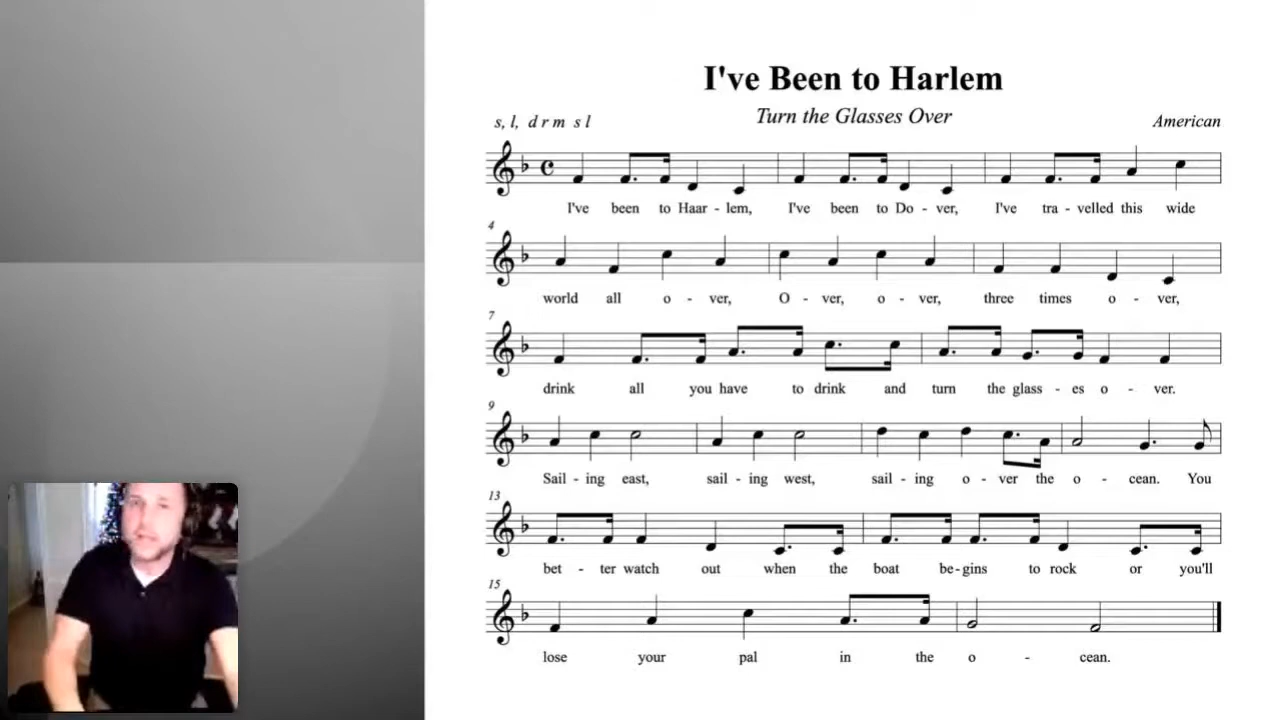 I've Been to Harlem
Turn the Glasses Over
s, l, d r m s l
American
I've been to Haar - lem, I've been to Do - ver, I've tra - velled this wide
4
world all o - ver, O - ver, o - ver, three times o - ver,
7
drink all you have to drink and turn the glass - es o - ver.
9
Sail - ing east, sail - ing west, sail - ing o - ver the o - cean. You
13
bet - ter watch out when the boat be - gins to rock or you'll
15
lose your pal in the o - cean.